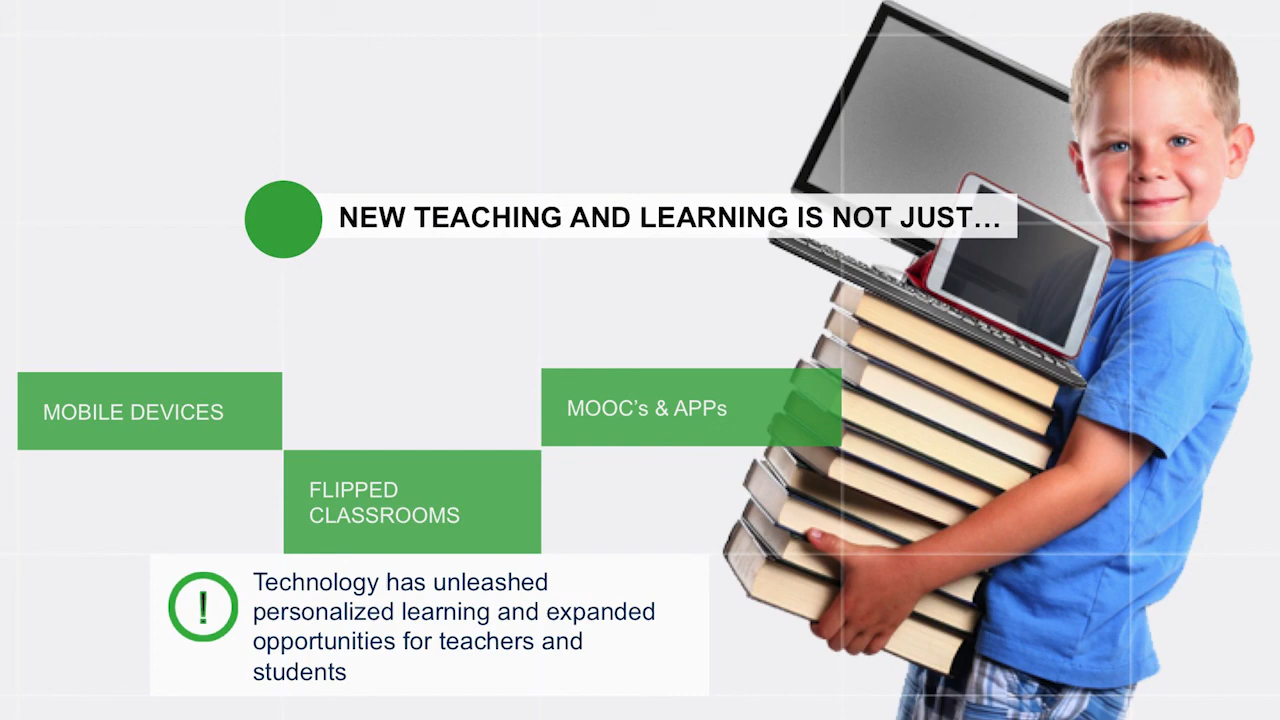 NEW TEACHING AND LEARNING IS NOT JUST…
MOBILE DEVICES
MOOC’s & APPs
FLIPPED
CLASSROOMS
!
Technology has unleashed
personalized learning and expanded
opportunities for teachers and
students